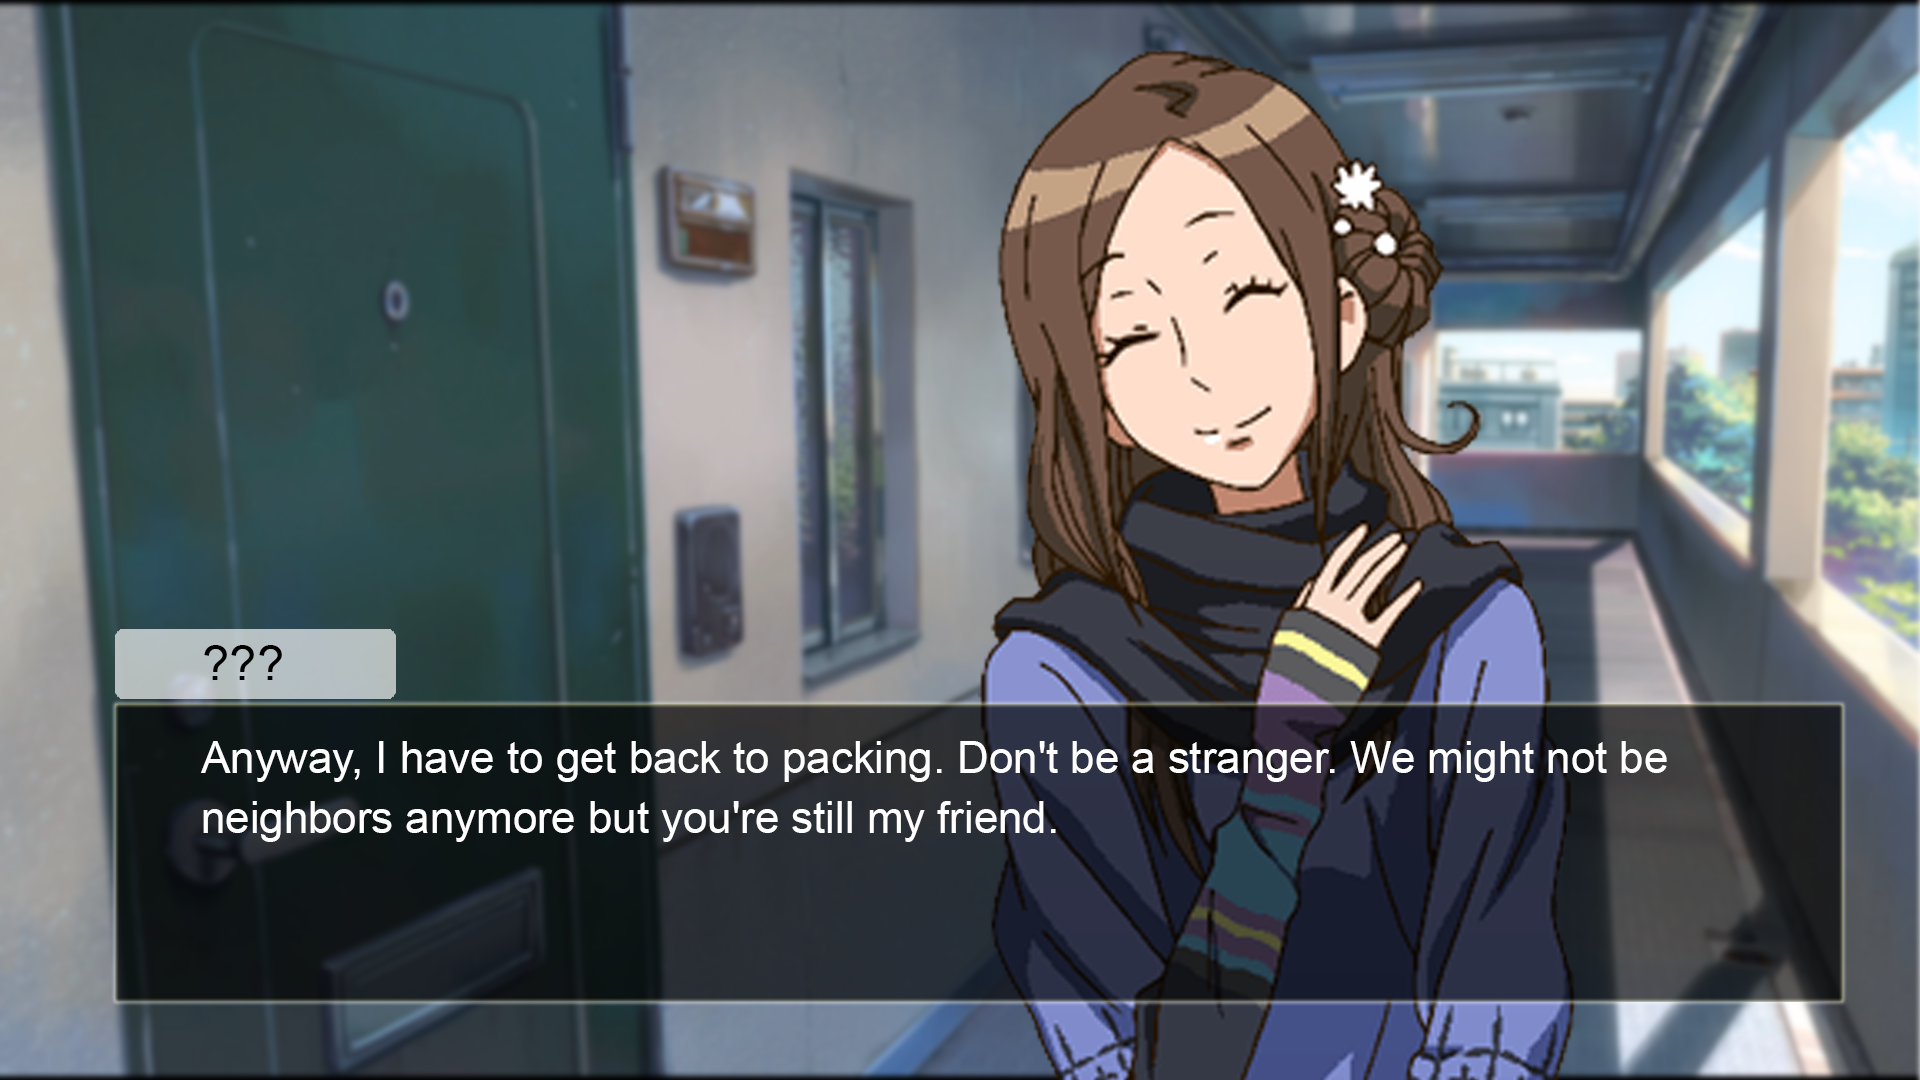 ???
Anyway, I have to get back to packing. Don't be a stranger. We might not be
neighbors anymore but you're still my friend.